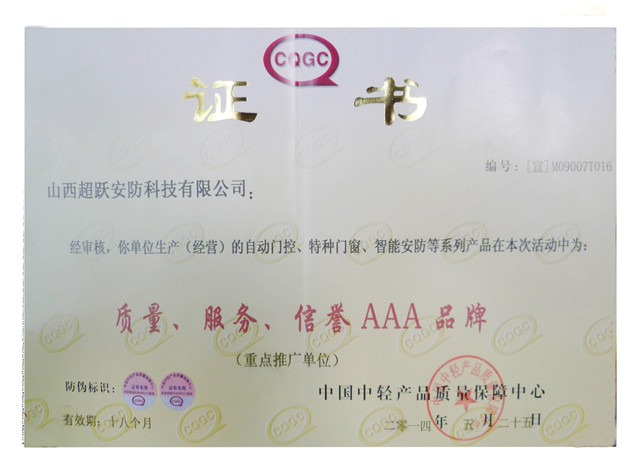 CQGC
证 书
编号：[宣]M09007T016
山西超跃安防科技有限公司：
经审核，你单位生产（经营）的自动门控、特种门窗、智能安防等系列产品在本次活动中为：
质量、服务、信誉 AAA 品牌
（重点推广单位）
防伪标识：
中国中轻产品质量保障中心
有效期：十八个月
二零一四 年 五 月 二十五 日